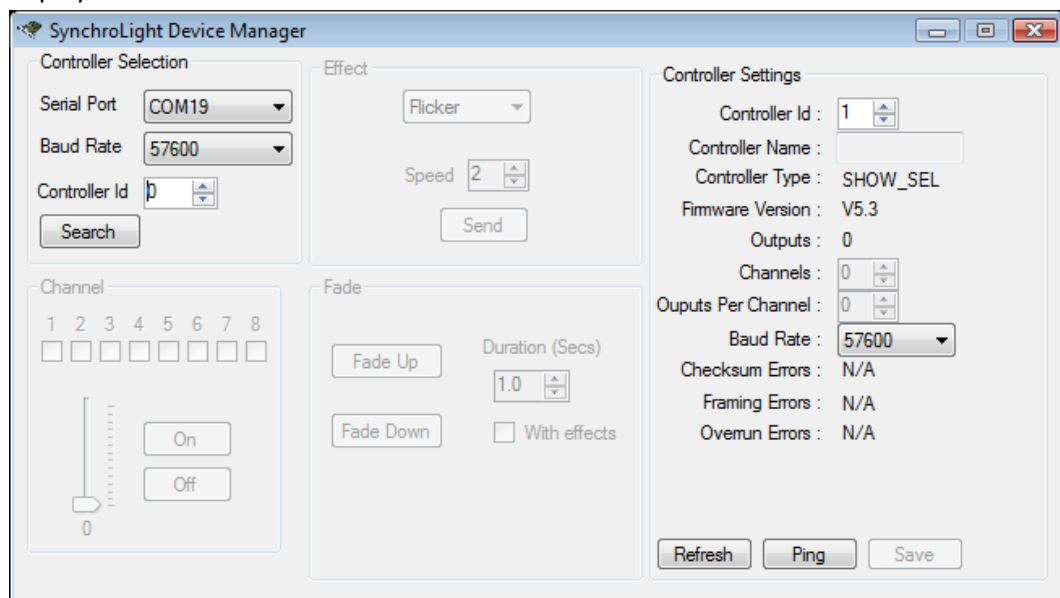 SynchroLight Device Manager
Controller Selection
Serial Port COM19
Baud Rate 57600
Controller Id 0
Search
Effect
Flicker
Speed 2
Send
Controller Settings
Controller Id : 1
Controller Name :
Controller Type : SHOW_SEL
Firmware Version : V5.3
Outputs : 0
Channels : 0
Ouputs Per Channel : 0
Baud Rate : 57600
Checksum Errors : N/A
Framing Errors : N/A
Overrun Errors : N/A
Refresh Ping Save
Channel
1 2 3 4 5 6 7 8
On
Off
0
Fade
Fade Up
Duration (Secs)
1.0
Fade Down
With effects